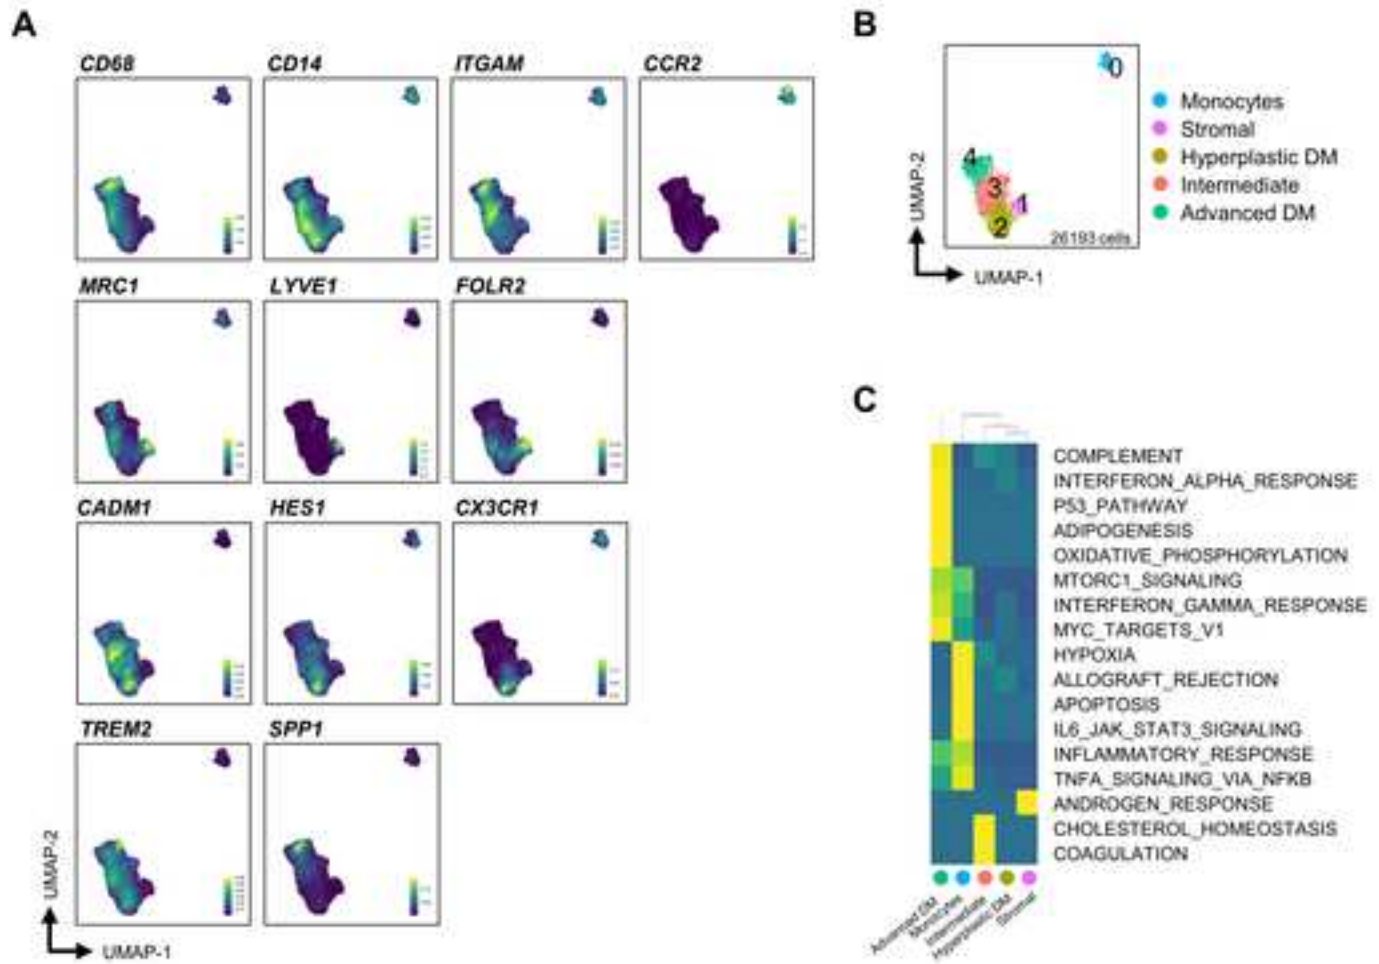 A
CD68
CD14
ITGAM
CCR2
MRC1
LYVE1
FOLR2
CADM1
HES1
CX3CR1
TREM2
SPP1
UMAP-2
UMAP-1
B
0
4
3
1
2
26193 cells
UMAP-2
UMAP-1
Monocytes
Stromal
Hyperplastic DM
Intermediate
Advanced DM
C
COMPLEMENT
INTERFERON_ALPHA_RESPONSE
P53_PATHWAY
ADIPOGENESIS
OXIDATIVE_PHOSPHORYLATION
MTORC1_SIGNALING
INTERFERON_GAMMA_RESPONSE
MYC_TARGETS_V1
HYPOXIA
ALLOGRAFT_REJECTION
APOPTOSIS
IL6_JAK_STAT3_SIGNALING
INFLAMMATORY_RESPONSE
TNFA_SIGNALING_VIA_NFKB
ANDROGEN_RESPONSE
CHOLESTEROL_HOMEOSTASIS
COAGULATION
Advanced DM
Monocytes
Intermediate
Hyperplastic DM
Stromal